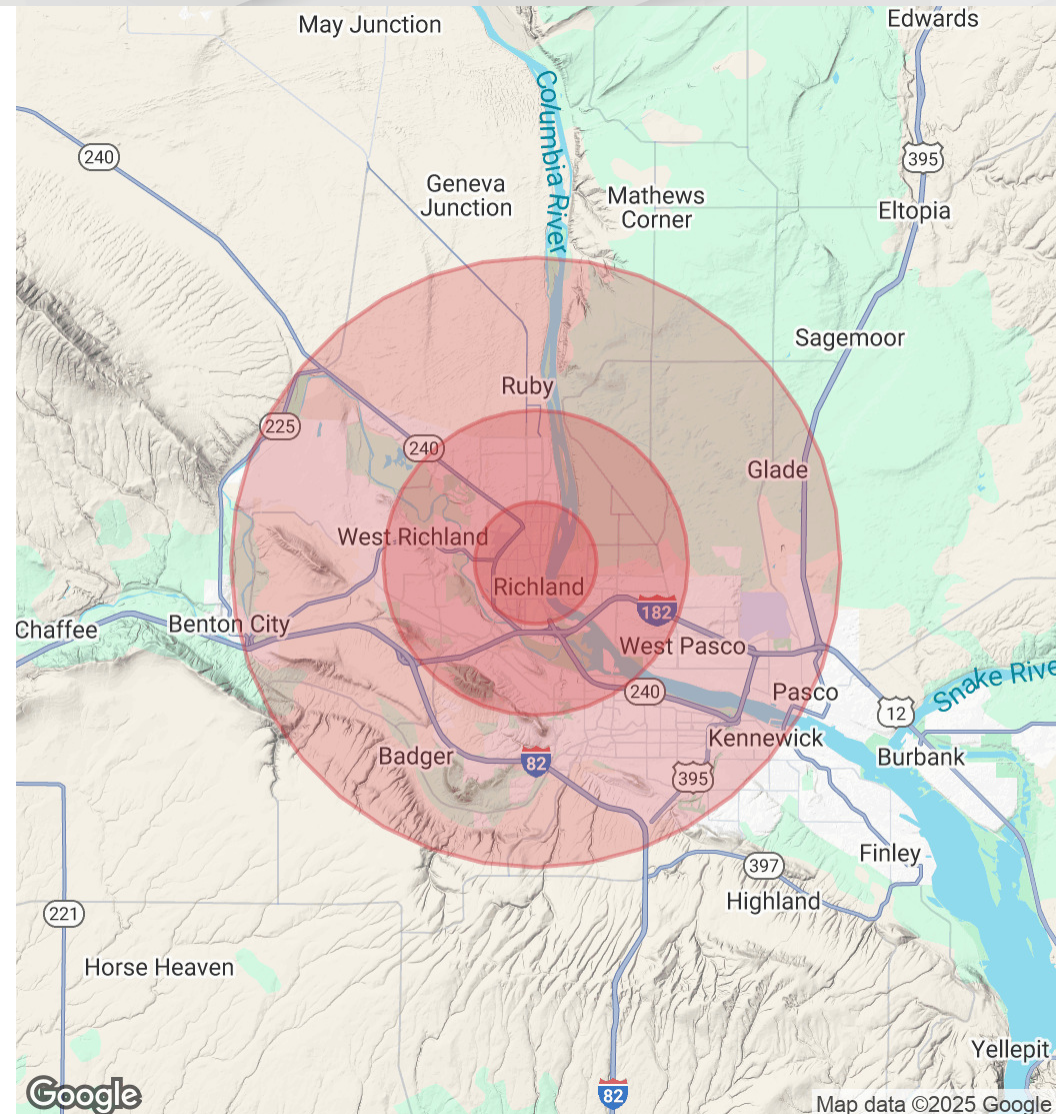 May Junction
Edwards
Columbia River
240
395
Geneva
Junction
Mathews
Corner
Eltopia
Sagemoor
Ruby
225
240
Glade
West Richland
Richland
182
Chaffee
Benton City
West Pasco
240
Pasco
Snake Rive
12
Kennewick
Badger
82
395
Burbank
Finley
397
Highland
221
Horse Heaven
Yellepit
Google
82
Map data ©2025 Google